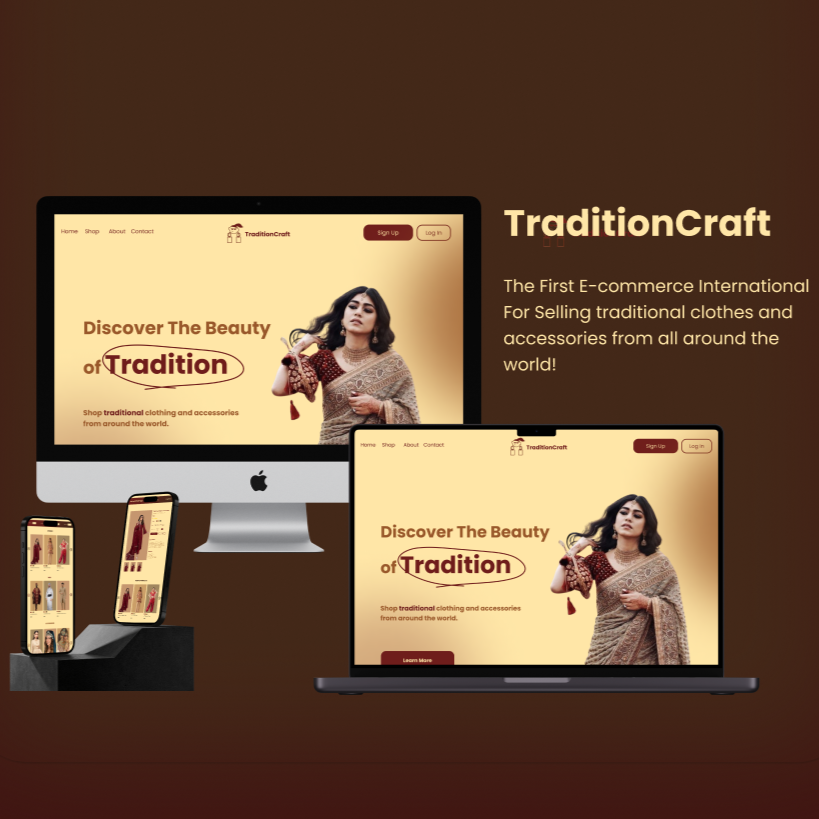 TraditionCraft
The First E-commerce International
For Selling traditional clothes and
accessories from all around the
world!
Home Shop About Contact
TraditionCraft
Sign Up
Log In
Discover The Beauty
of Tradition
Shop traditional clothing and accessories
from around the world.
Home Shop About Contact
TraditionCraft
Sign Up
Log In
Discover The Beauty
of Tradition
Shop traditional clothing and accessories
from around the world.
Learn More